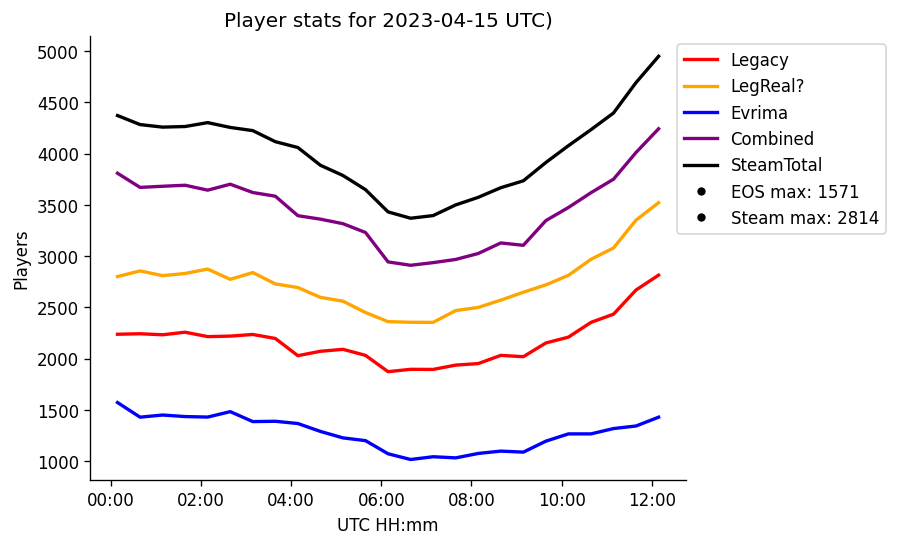 Player stats for 2023-04-15 UTC)
5000
4500
4000
3500
3000
2500
2000
1500
1000
Players
00:00 02:00 04:00 06:00 08:00 10:00 12:00
UTC HH:mm
Legacy
LegReal?
Evrima
Combined
SteamTotal
EOS max: 1571
Steam max: 2814